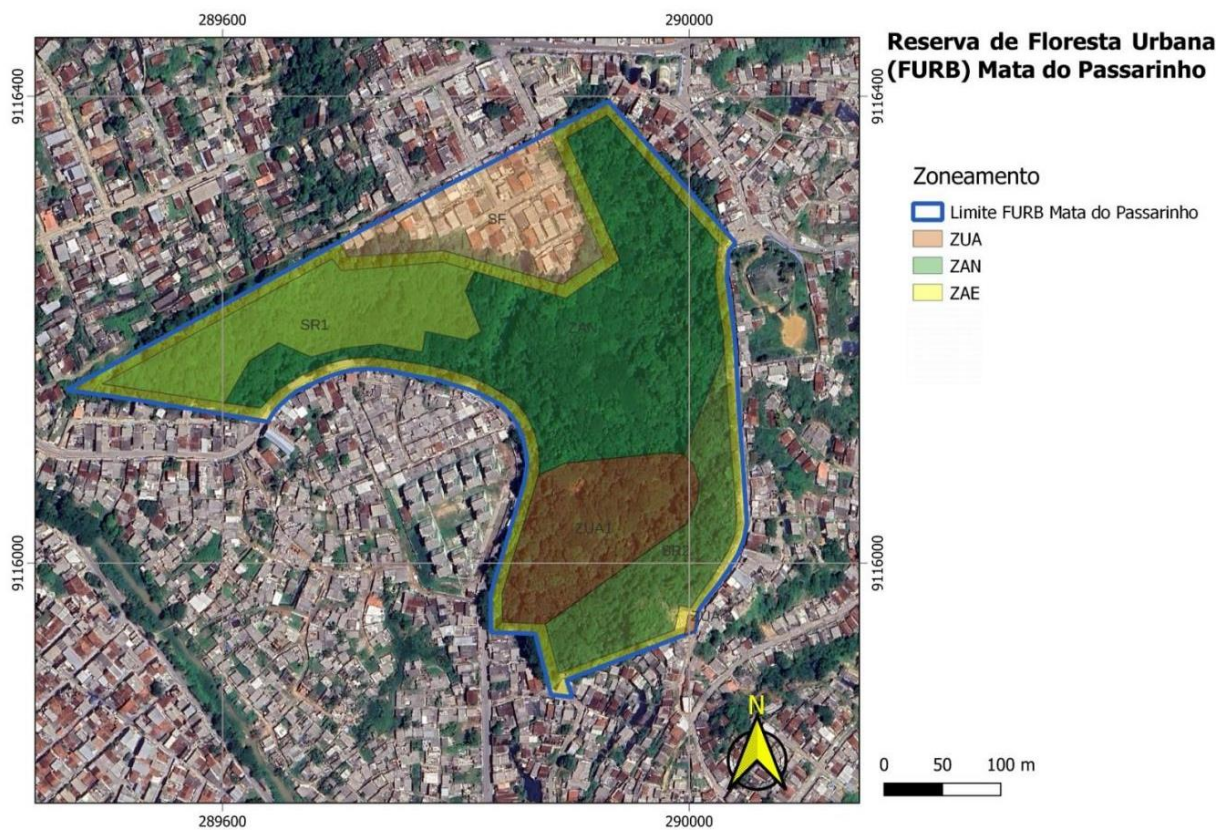 289600
290000
Reserva de Floresta Urbana
(FURB) Mata do Passarinho
9116400
9116400
Zoneamento
Limite FURB Mata do Passarinho
ZUA
ZAN
ZAE
SF
SR1
ZAN
ZUA1
9116000
9116000
N
0 50 100 m
289600
290000